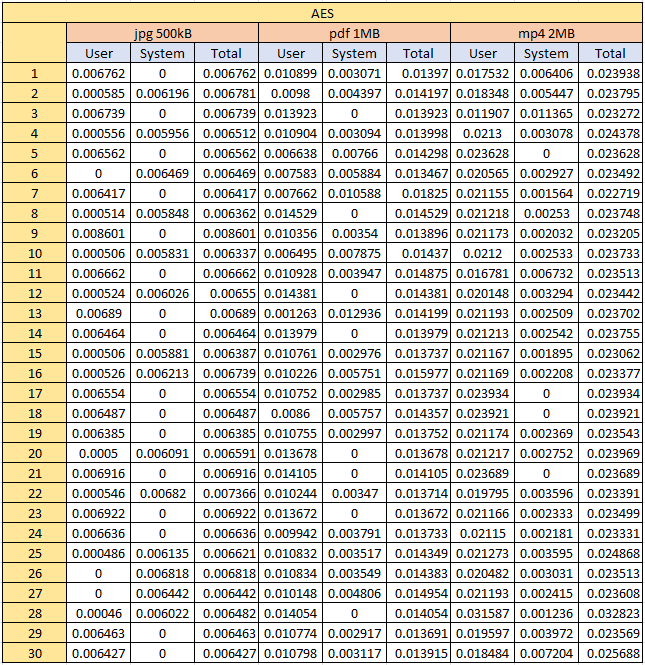 AES
jpg 500kB pdf 1MB mp4 2MB
User System Total User System Total User System Total
1 0.006762 0 0.006762 0.010899 0.003071 0.01397 0.017532 0.006406 0.023938
2 0.000585 0.006196 0.006781 0.0098 0.004397 0.014197 0.018348 0.005447 0.023795
3 0.006739 0 0.006739 0.013923 0 0.013923 0.011907 0.011365 0.023272
4 0.000556 0.005956 0.006512 0.010904 0.003094 0.013998 0.0213 0.003078 0.024378
5 0.006562 0 0.006562 0.006638 0.00766 0.014298 0.023628 0 0.023628
6 0 0.006469 0.006469 0.007583 0.005884 0.013467 0.020565 0.002927 0.023492
7 0.006417 0 0.006417 0.007662 0.010588 0.01825 0.021155 0.001564 0.022719
8 0.000514 0.005848 0.006362 0.014529 0 0.014529 0.021218 0.00253 0.023748
9 0.008601 0 0.008601 0.010356 0.00354 0.013896 0.021173 0.002032 0.023205
10 0.000506 0.005831 0.006337 0.006495 0.007875 0.01437 0.0212 0.002533 0.023733
11 0.006662 0 0.006662 0.010928 0.003947 0.014875 0.016781 0.006732 0.023513
12 0.000524 0.006026 0.00655 0.014381 0 0.014381 0.020148 0.003294 0.023442
13 0.00689 0 0.00689 0.001263 0.012936 0.014199 0.021193 0.002509 0.023702
14 0.006464 0 0.006464 0.013979 0 0.013979 0.021213 0.002542 0.023755
15 0.000506 0.005881 0.006387 0.010761 0.002976 0.013737 0.021167 0.001895 0.023062
16 0.000526 0.006213 0.006739 0.010226 0.005751 0.015977 0.021169 0.002208 0.023377
17 0.006554 0 0.006554 0.010752 0.002985 0.013737 0.023934 0 0.023934
18 0.006487 0 0.006487 0.0086 0.005757 0.014357 0.023921 0 0.023921
19 0.006385 0 0.006385 0.010755 0.002997 0.013752 0.021174 0.002369 0.023543
20 0.0005 0.006091 0.006591 0.013678 0 0.013678 0.021217 0.002752 0.023969
21 0.006916 0 0.006916 0.014105 0 0.014105 0.023689 0 0.023689
22 0.000546 0.00682 0.007366 0.010244 0.00347 0.013714 0.019795 0.003596 0.023391
23 0.006922 0 0.006922 0.013672 0 0.013672 0.021166 0.002333 0.023499
24 0.006636 0 0.006636 0.009942 0.003791 0.013733 0.02115 0.002181 0.023331
25 0.000486 0.006135 0.006621 0.010832 0.003517 0.014349 0.021273 0.003595 0.024868
26 0 0.006818 0.006818 0.010834 0.003549 0.014383 0.020482 0.003031 0.023513
27 0 0.006442 0.006442 0.010148 0.004806 0.014954 0.021193 0.002415 0.023608
28 0.00046 0.006022 0.006482 0.014054 0 0.014054 0.031587 0.001236 0.032823
29 0.006463 0 0.006463 0.010774 0.002917 0.013691 0.019597 0.003972 0.023569
30 0.006427 0 0.006427 0.010798 0.003117 0.013915 0.018484 0.007204 0.025688